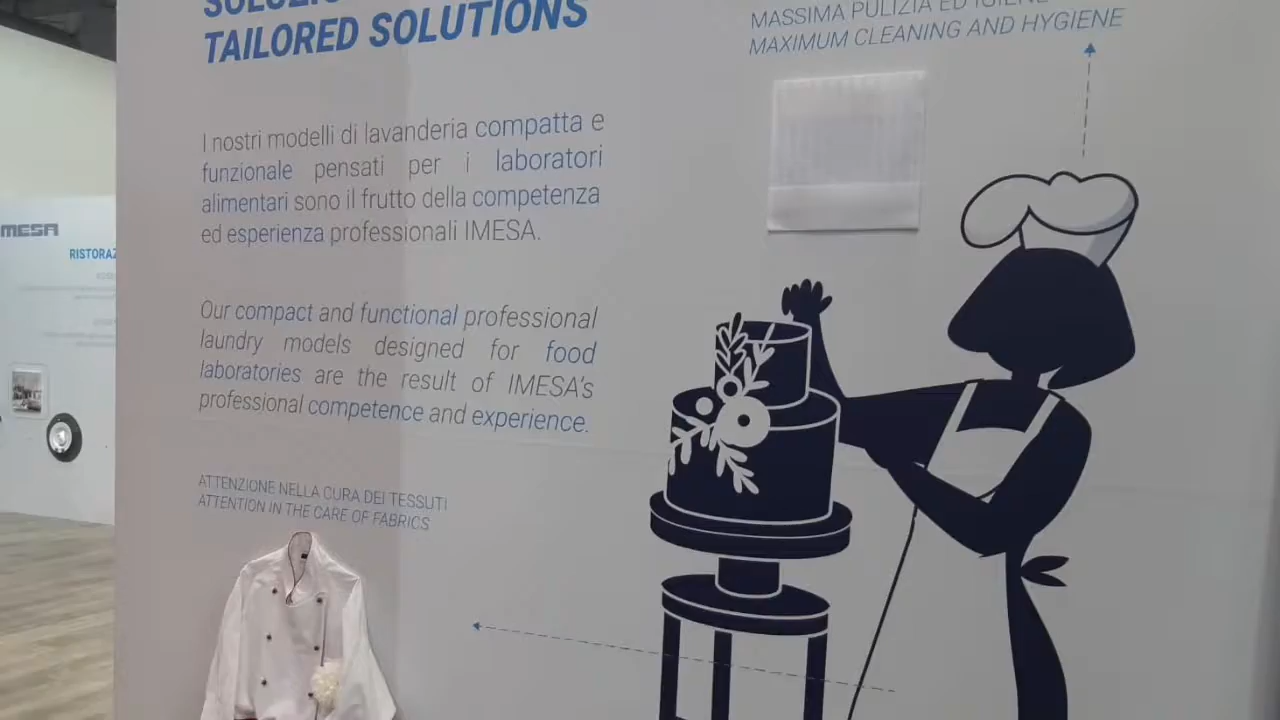 TAILORED SOLUTIONS
MASSIMA PULIZIA ED IGIENE
MAXIMUM CLEANING AND HYGIENE
I nostri modelli di lavanderia compatta e
funzionale pensati per i laboratori
alimentari sono il frutto della competenza
ed esperienza professionali IMESA.
Our compact and functional professional
laundry models designed for food
laboratories are the result of IMESA's
professional competence and experience.
ATTENZIONE NELLA CURA DEI TESSUTI
ATTENTION IN THE CARE OF FABRICS
MESA